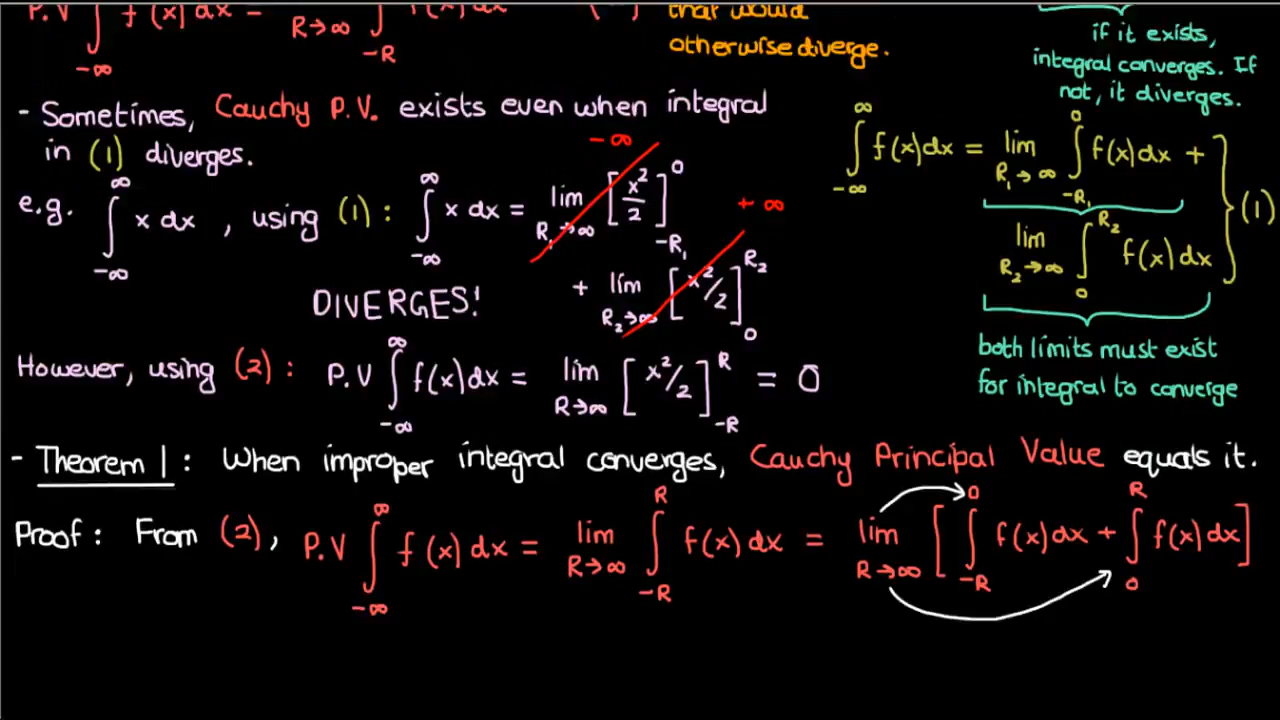 P.V ∫_{-∞} f(x)dx = lim_{R→∞} ∫_{-R} f(x)dx
that would
otherwise diverge.
if it exists,
integral converges. If
not, it diverges.
- Sometimes, Cauchy P.V. exists even when integral
in (1) diverges.
∫_{-∞}^{∞} f(x)dx = lim_{R₁→∞} ∫_{-R₁}^{0} f(x)dx +
lim_{R₂→∞} ∫_{0}^{R₂} f(x)dx } (1)
both limits must exist
for integral to converge
e.g. ∫_{-∞}^{∞} x dx , using (1) : ∫_{-∞}^{∞} x dx = lim_{R₁→∞} [x²/2]_{-R₁}^{0} -∞
+ lim_{R₂→∞} [x²/2]_{0}^{R₂} +∞
DIVERGES!
However, using (2) : P.V ∫_{-∞}^{∞} f(x)dx = lim_{R→∞} [x²/2]_{-R}^{R} = 0
- Theorem 1 : When improper integral converges, Cauchy Principal Value equals it.
Proof : From (2), P.V ∫_{-∞}^{∞} f(x)dx = lim_{R→∞} ∫_{-R}^{R} f(x)dx = lim_{R→∞} [∫_{-R}^{0} f(x)dx + ∫_{0}^{R} f(x)dx]